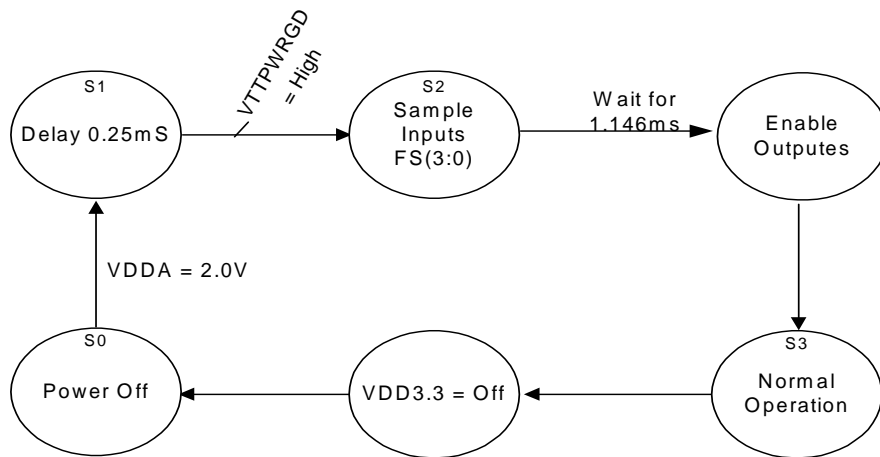 S1
Delay 0.25mS
VTTPWRGD
= High
S2
Sample
Inputs
FS(3:0)
Wait for
1.146ms
Enable
Outputes
VDDA = 2.0V
S0
Power Off
VDD3.3 = Off
S3
Normal
Operation